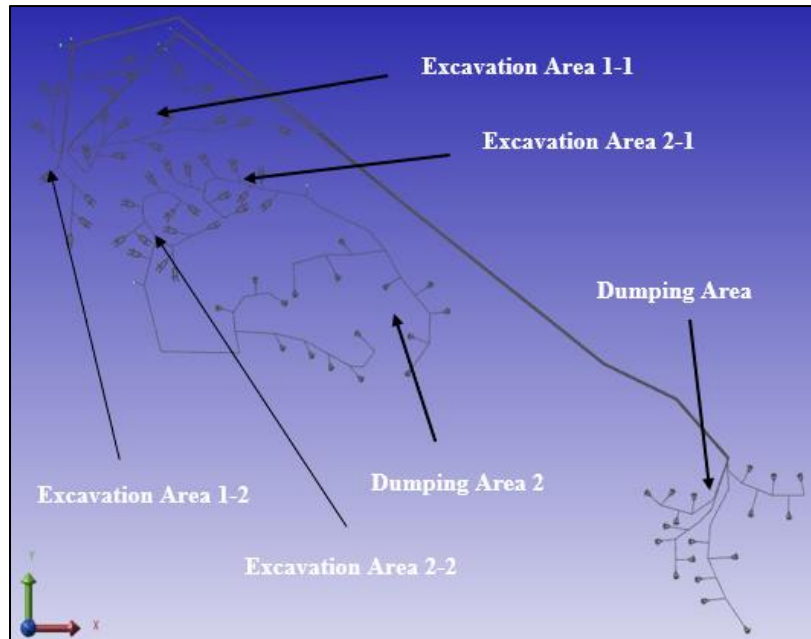 Excavation Area 1-1
Excavation Area 2-1
Dumping Area
Excavation Area 1-2
Dumping Area 2
Excavation Area 2-2
Y
X